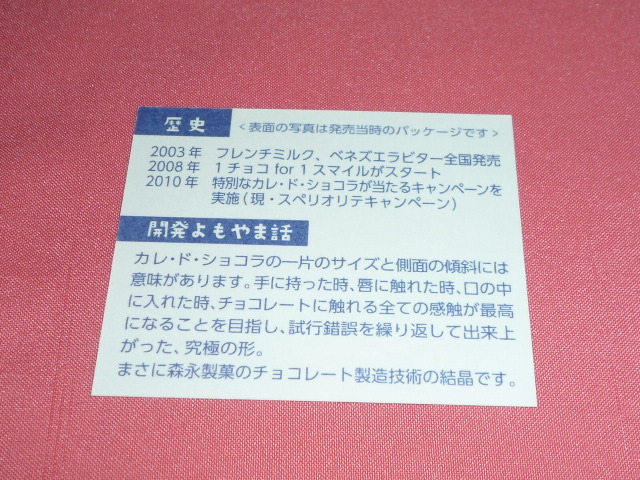 歴史 <表面の写真は発売当時のパッケージです>
2003年 フレンチミルク、ベネズエラビター全国発売
2008年 1チョコ for 1スマイルがスタート
2010年 特別なカレ・ド・ショコラが当たるキャンペーンを
実施(現・スペリオリテキャンペーン)
開発よもやま話
カレ・ド・ショコラの一片のサイズと側面の傾斜には
意味があります。手に持った時、唇に触れた時、口の中
に入れた時、チョコレートに触れる全ての感触が最高
になることを目指し、試行錯誤を繰り返して出来上
がった、究極の形。
まさに森永製菓のチョコレート製造技術の結晶です。